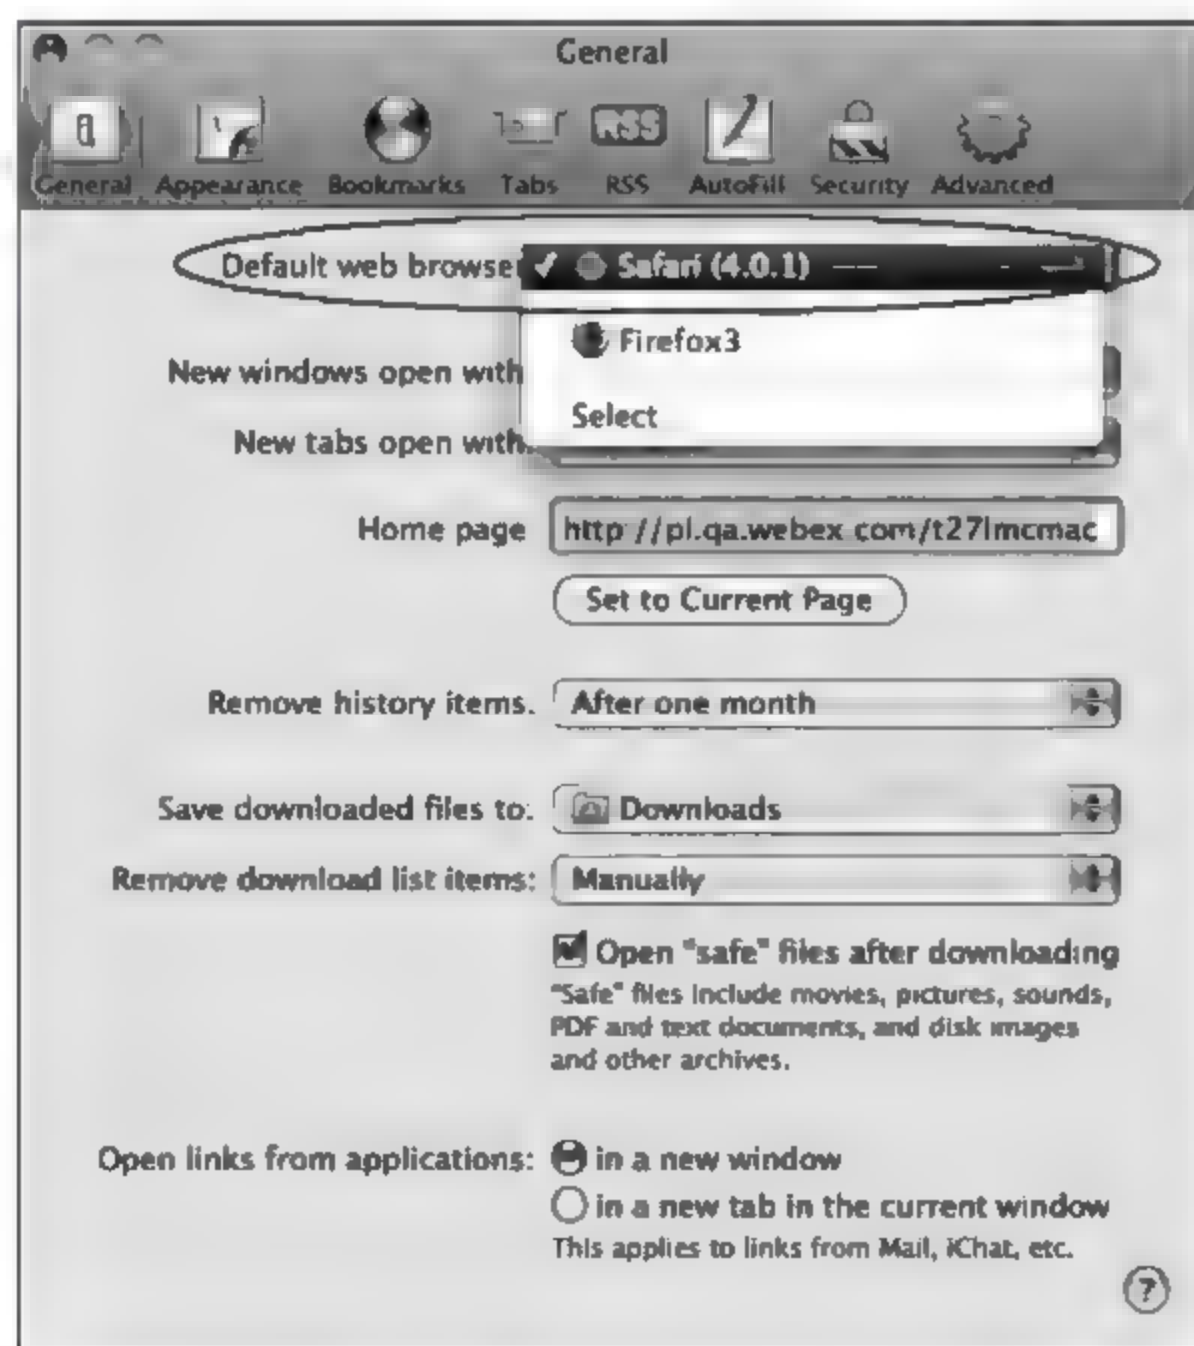 General
General Appearance Bookmarks Tabs RSS AutoFill Security Advanced
RSS
Default web browser Safari (4.0.1)
Firefox3
New windows open with
Select
New tabs open with.
Home page http //pl.qa.webex com/t27lmcmac
Set to Current Page
Remove history items. After one month
Save downloaded files to: Downloads
Remove download list items: Manually
Open "safe" files after downloading
"Safe" files include movies, pictures, sounds,
PDF and text documents, and disk images
and other archives.
Open links from applications: in a new window
in a new tab in the current window
This applies to links from Mail, iChat, etc.
?